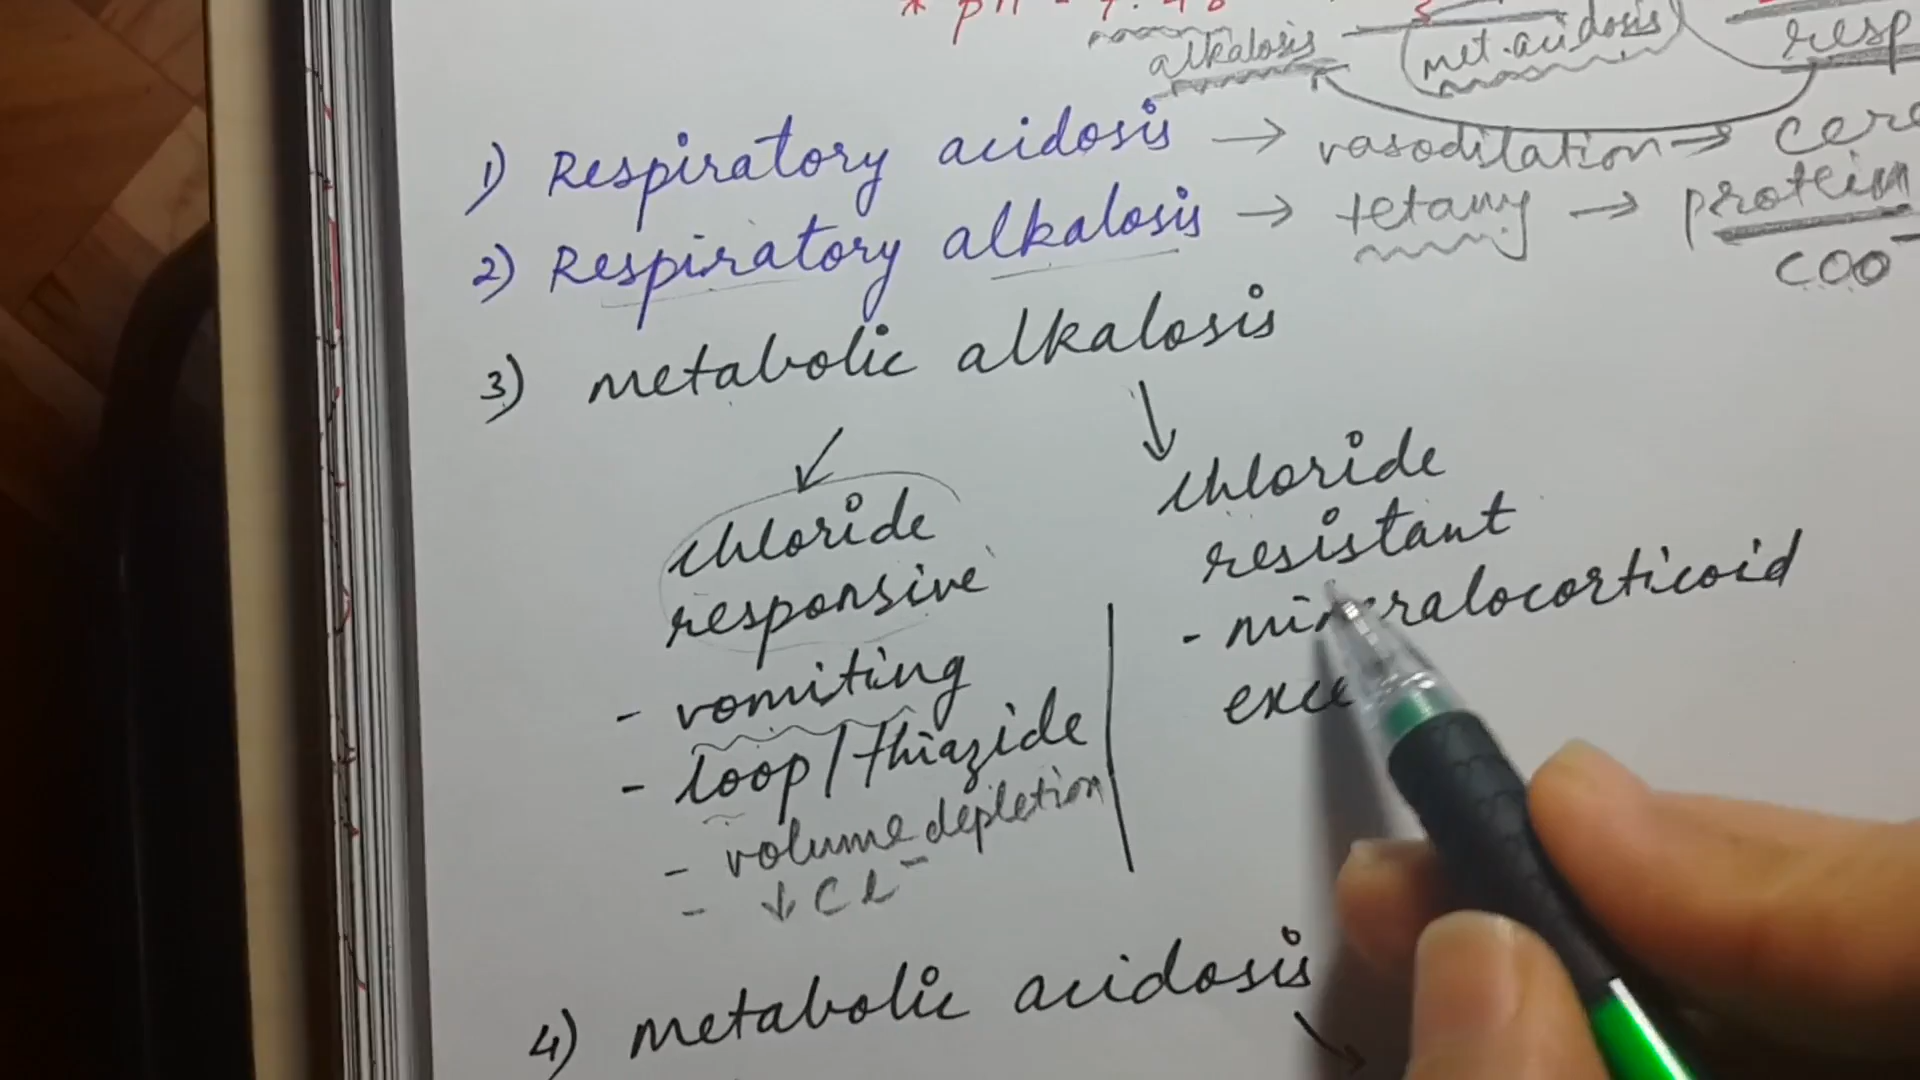 alkalosis
met. acidosis
resp
1) Respiratory acidosis → vasodilation →
2) Respiratory alkalosis → tetany → protein
COO⁻
3) metabolic alkalosis
chloride
responsive
- vomiting
- loop/thiazide
- volume depletion
- ↓ Cl⁻
chloride
resistant
- mineralocorticoid
4) metabolic acidosis